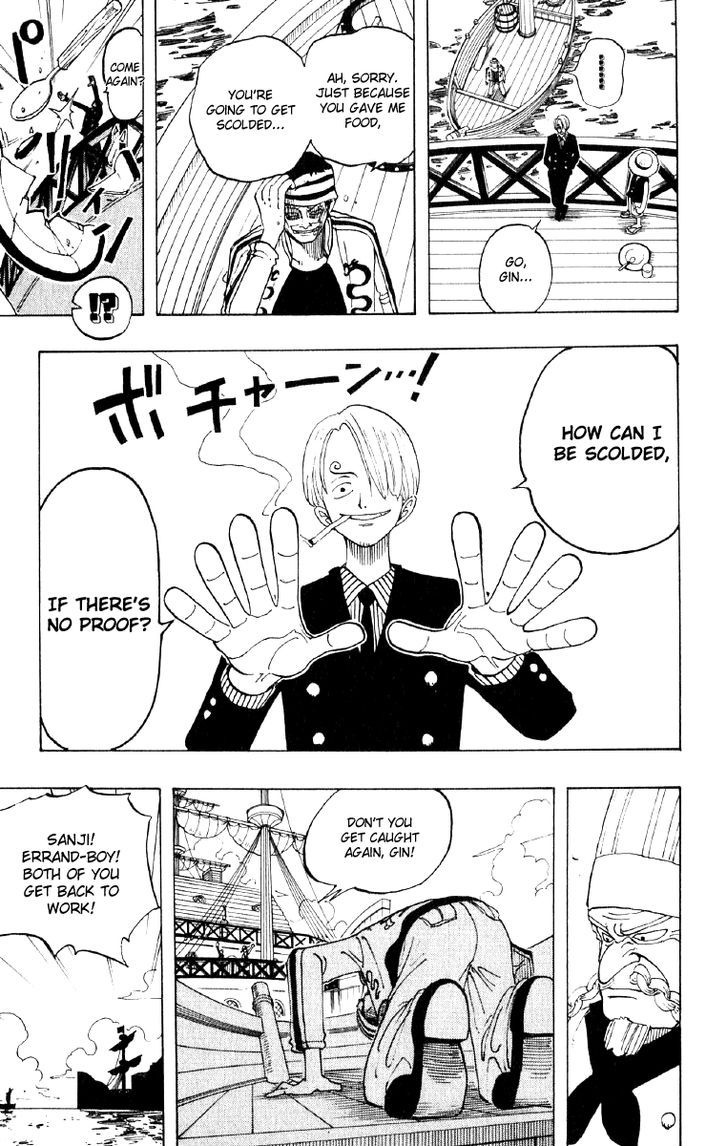 ......
GO,
GIN...
AH, SORRY.
JUST BECAUSE
YOU GAVE ME
FOOD,
YOU'RE
GOING TO GET
SCOLDED...
COME
AGAIN?
!?
ボチャーン…!
HOW CAN I
BE SCOLDED,
IF THERE'S
NO PROOF?
DON'T YOU
GET CAUGHT
AGAIN, GIN!
SANJI!
ERRAND-BOY!
BOTH OF YOU
GET BACK TO
WORK!